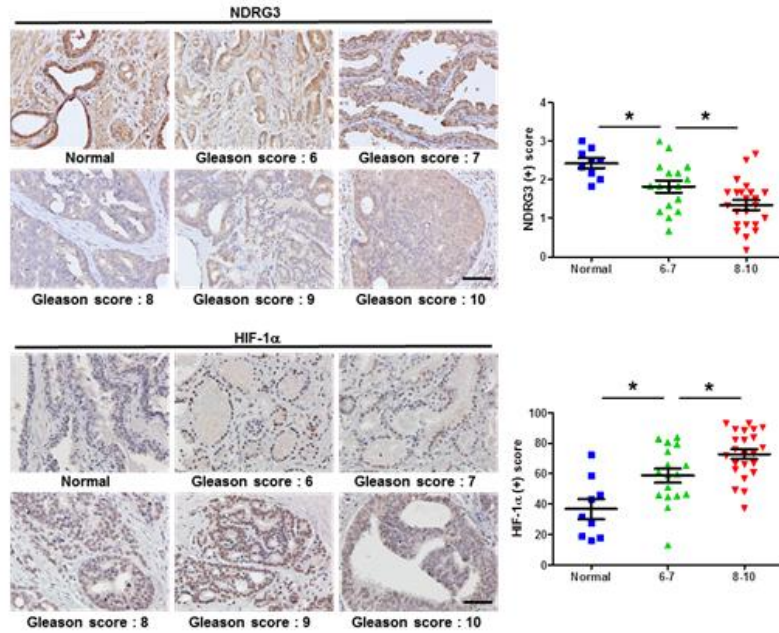 NDRG3
Normal
Gleason score : 6
Gleason score : 7
Gleason score : 8
Gleason score : 9
Gleason score : 10
NDRG3 (+) score
4
3
2
1
0
*
*
Normal
6-7
8-10
HIF-1α
Normal
Gleason score : 6
Gleason score : 7
Gleason score : 8
Gleason score : 9
Gleason score : 10
HIF-1α (+) score
100
80
60
40
20
0
*
*
Normal
6-7
8-10